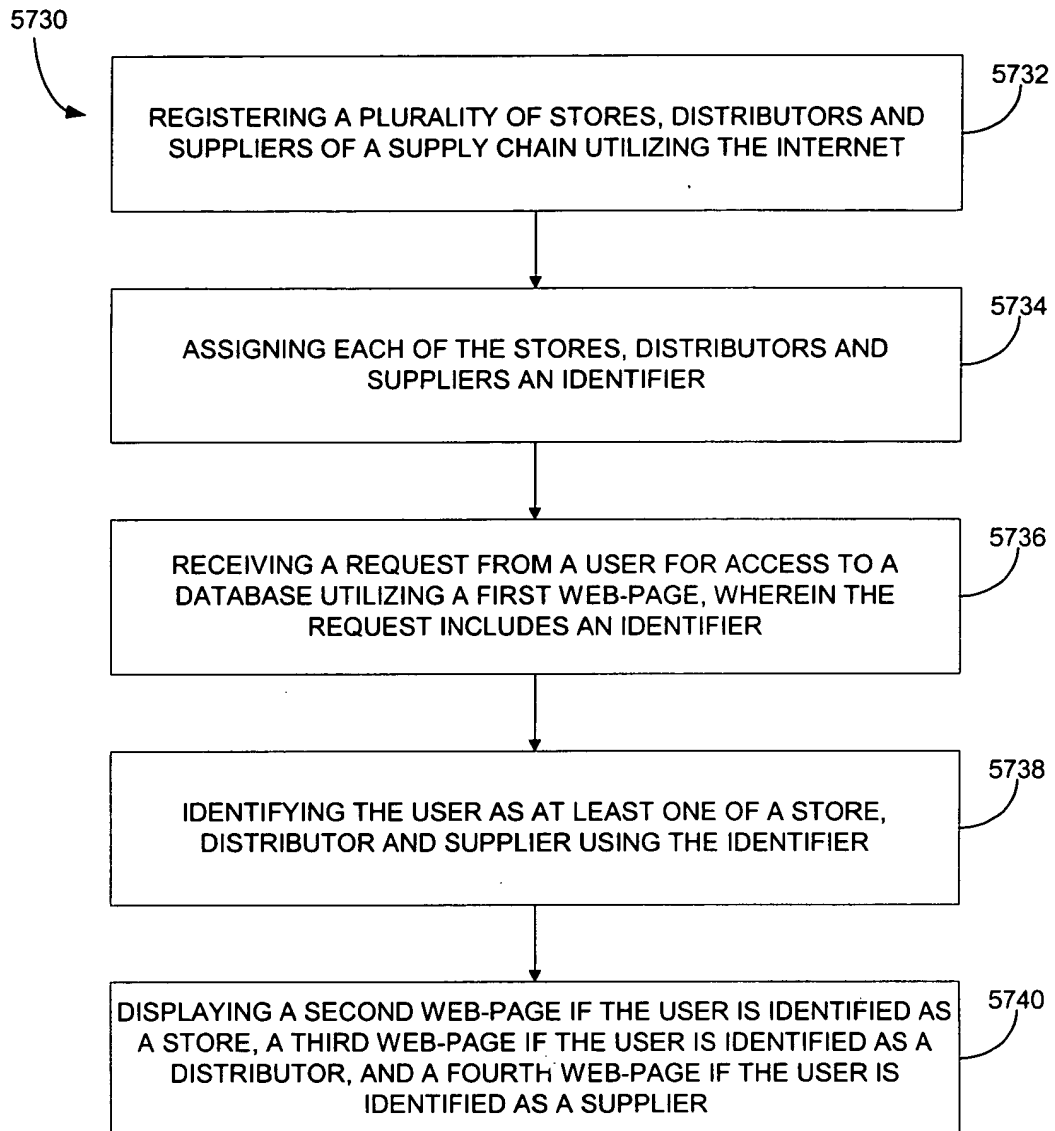 5730
5732
REGISTERING A PLURALITY OF STORES, DISTRIBUTORS AND
SUPPLIERS OF A SUPPLY CHAIN UTILIZING THE INTERNET
5734
ASSIGNING EACH OF THE STORES, DISTRIBUTORS AND
SUPPLIERS AN IDENTIFIER
5736
RECEIVING A REQUEST FROM A USER FOR ACCESS TO A
DATABASE UTILIZING A FIRST WEB-PAGE, WHEREIN THE
REQUEST INCLUDES AN IDENTIFIER
5738
IDENTIFYING THE USER AS AT LEAST ONE OF A STORE,
DISTRIBUTOR AND SUPPLIER USING THE IDENTIFIER
5740
DISPLAYING A SECOND WEB-PAGE IF THE USER IS IDENTIFIED AS
A STORE, A THIRD WEB-PAGE IF THE USER IS IDENTIFIED AS A
DISTRIBUTOR, AND A FOURTH WEB-PAGE IF THE USER IS
IDENTIFIED AS A SUPPLIER